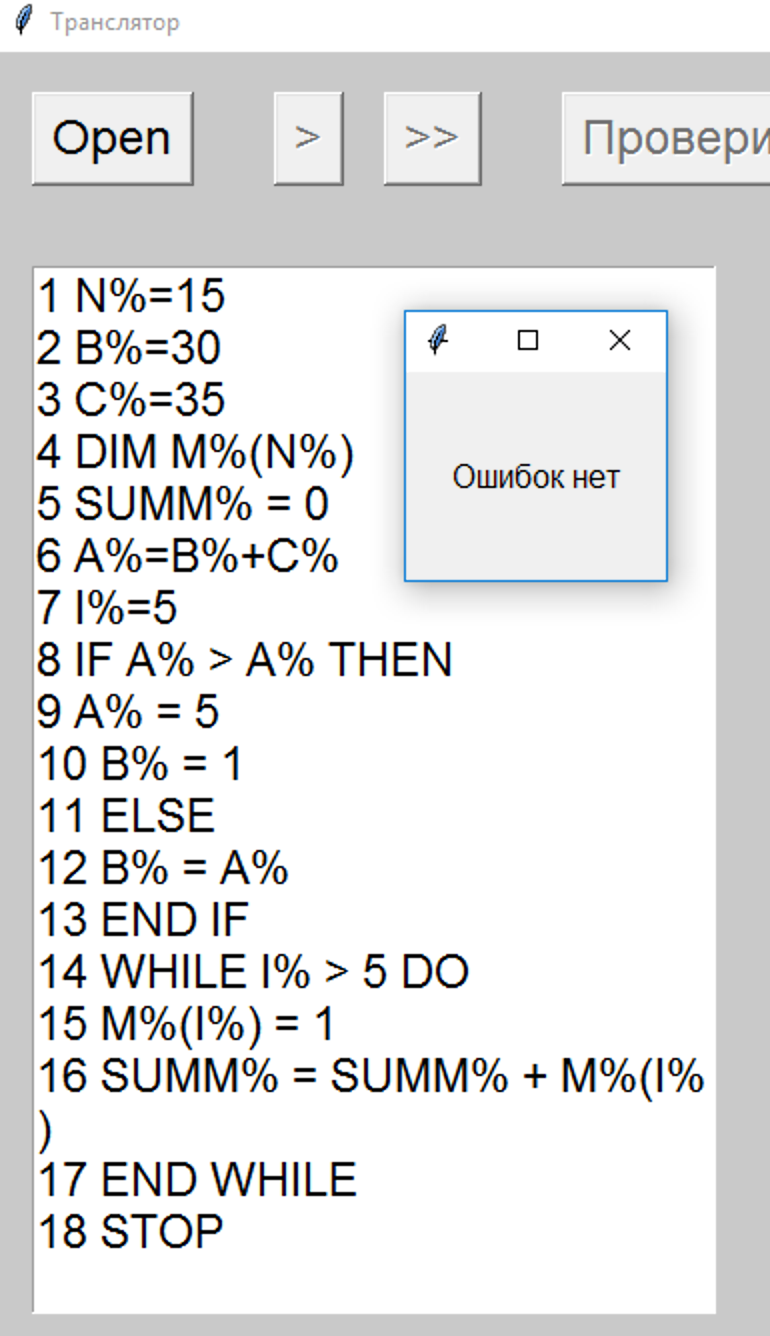 Транслятор
Open > >> Провери
1 N%=15
2 B%=30
3 C%=35
4 DIM M%(N%)
5 SUMM% = 0
6 A%=B%+C%
7 I%=5
8 IF A% > A% THEN
9 A% = 5
10 B% = 1
11 ELSE
12 B% = A%
13 END IF
14 WHILE I% > 5 DO
15 M%(I%) = 1
16 SUMM% = SUMM% + M%(I%
)
17 END WHILE
18 STOP
Ошибок нет